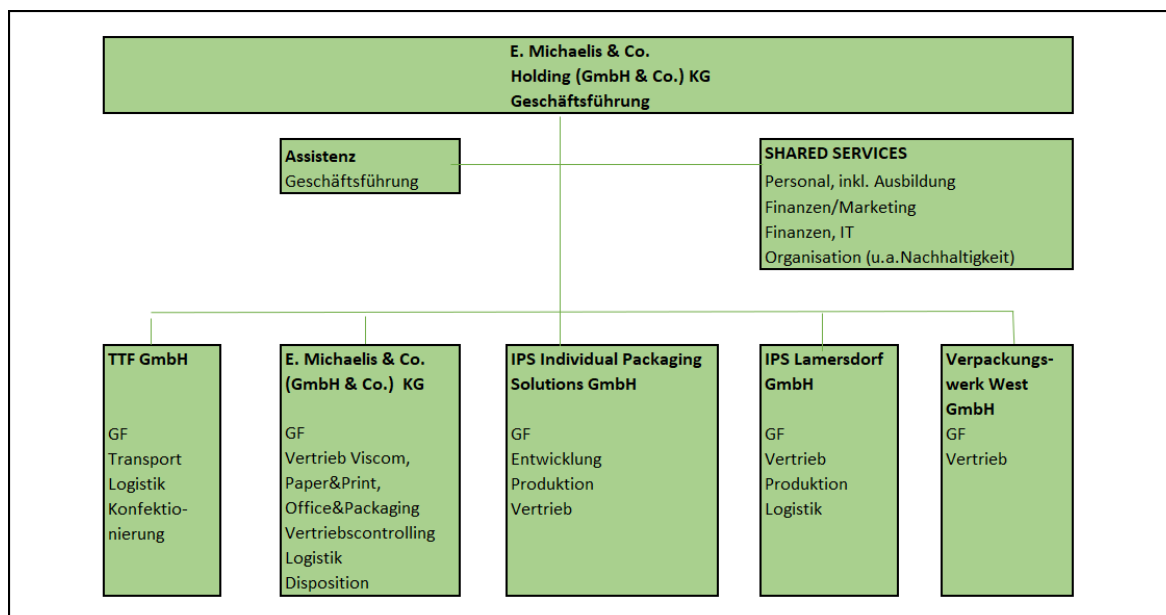 E. Michaelis & Co.
Holding (GmbH & Co.) KG
Geschäftsführung
Assistenz
Geschäftsführung
SHARED SERVICES
Personal, inkl. Ausbildung
Finanzen/Marketing
Finanzen, IT
Organisation (u.a.Nachhaltigkeit)
TTF GmbH
GF
Transport
Logistik
Konfektio-
nierung
E. Michaelis & Co.
(GmbH & Co.) KG
GF
Vertrieb Viscom,
Paper&Print,
Office&Packaging
Vertriebscontrolling
Logistik
Disposition
IPS Individual Packaging
Solutions GmbH
GF
Entwicklung
Produktion
Vertrieb
IPS Lamersdorf
GmbH
GF
Vertrieb
Produktion
Logistik
Verpackungs-
werk West
GmbH
GF
Vertrieb